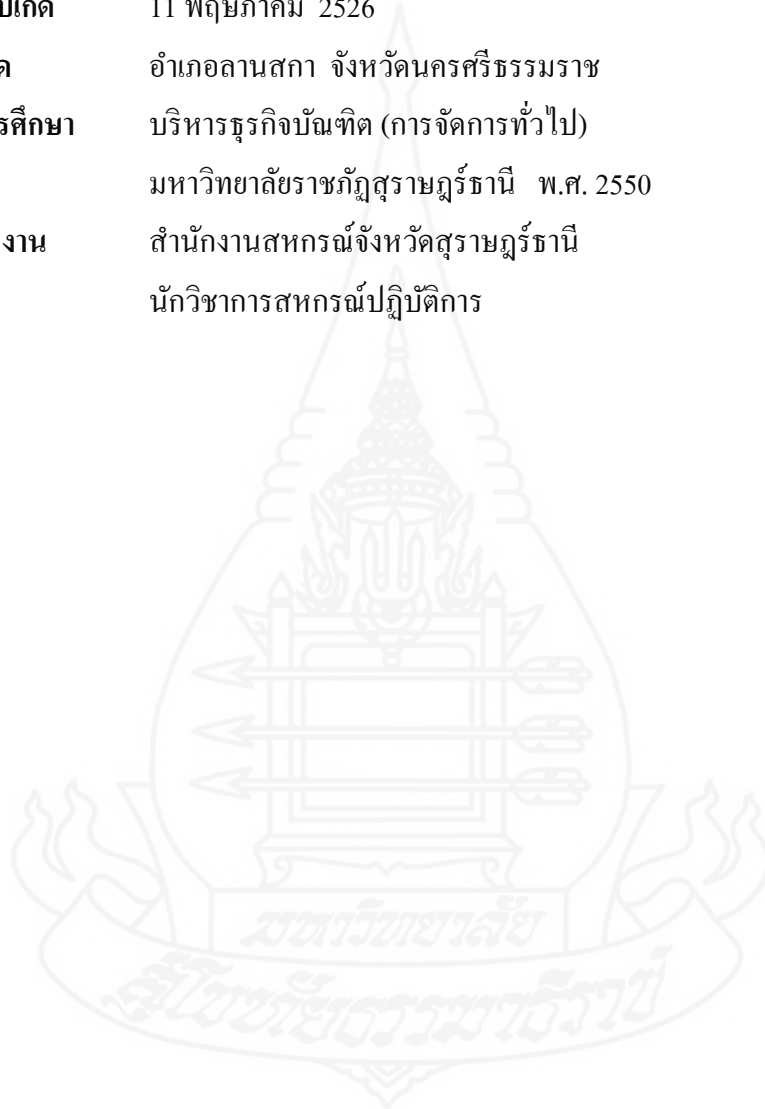 11 พฤษภาคม 2526
อำเภอลานสกา จังหวัดนครศรีธรรมราช
บริหารธุรกิจบัณฑิต (การจัดการทั่วไป)
มหาวิทยาลัยราชภัฏสุราษฎร์ธานี พ.ศ. 2550
งาน สำนักงานสหกรณ์จังหวัดสุราษฎร์ธานี
นักวิชาการสหกรณ์ปฏิบัติการ
มหาวิทยาลัย
สุโขทัยธรรมาธิราช